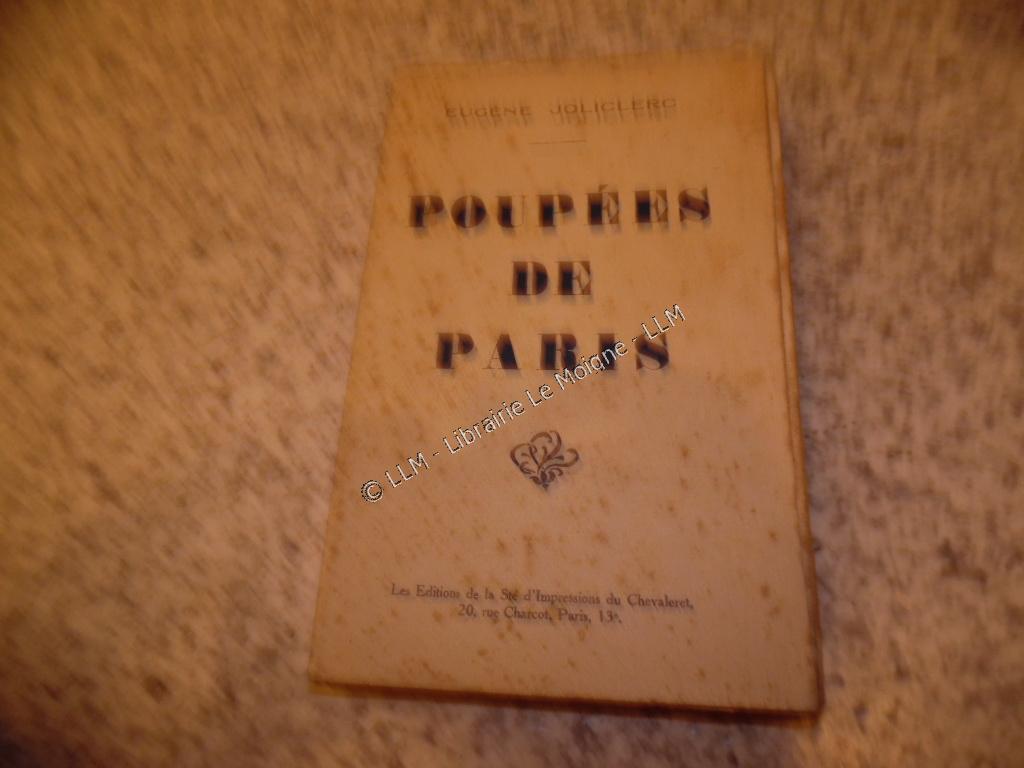 EUGÈNE JOLICLERC
POUPÉES
DE
PARIS
© LLM - Librairie Le Moigne - LLM
Les Editions de la Sté d'Impressions du Chevaleret,
20, rue Charcot, Paris, 13ᵉ.